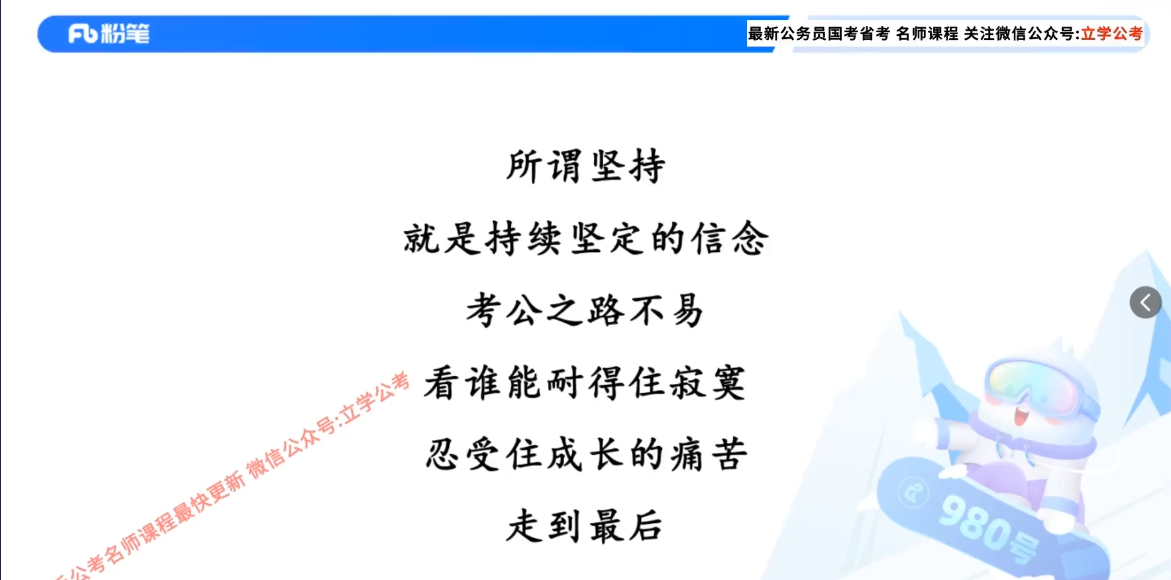 粉笔
最新公务员国考省考 名师课程 关注微信公众号:立学公考
所谓坚持
就是持续坚定的信念
考公之路不易
看谁能耐得住寂寞
忍受住成长的痛苦
走到最后
公考名师课程最快更新 微信公众号:立学公考
980号